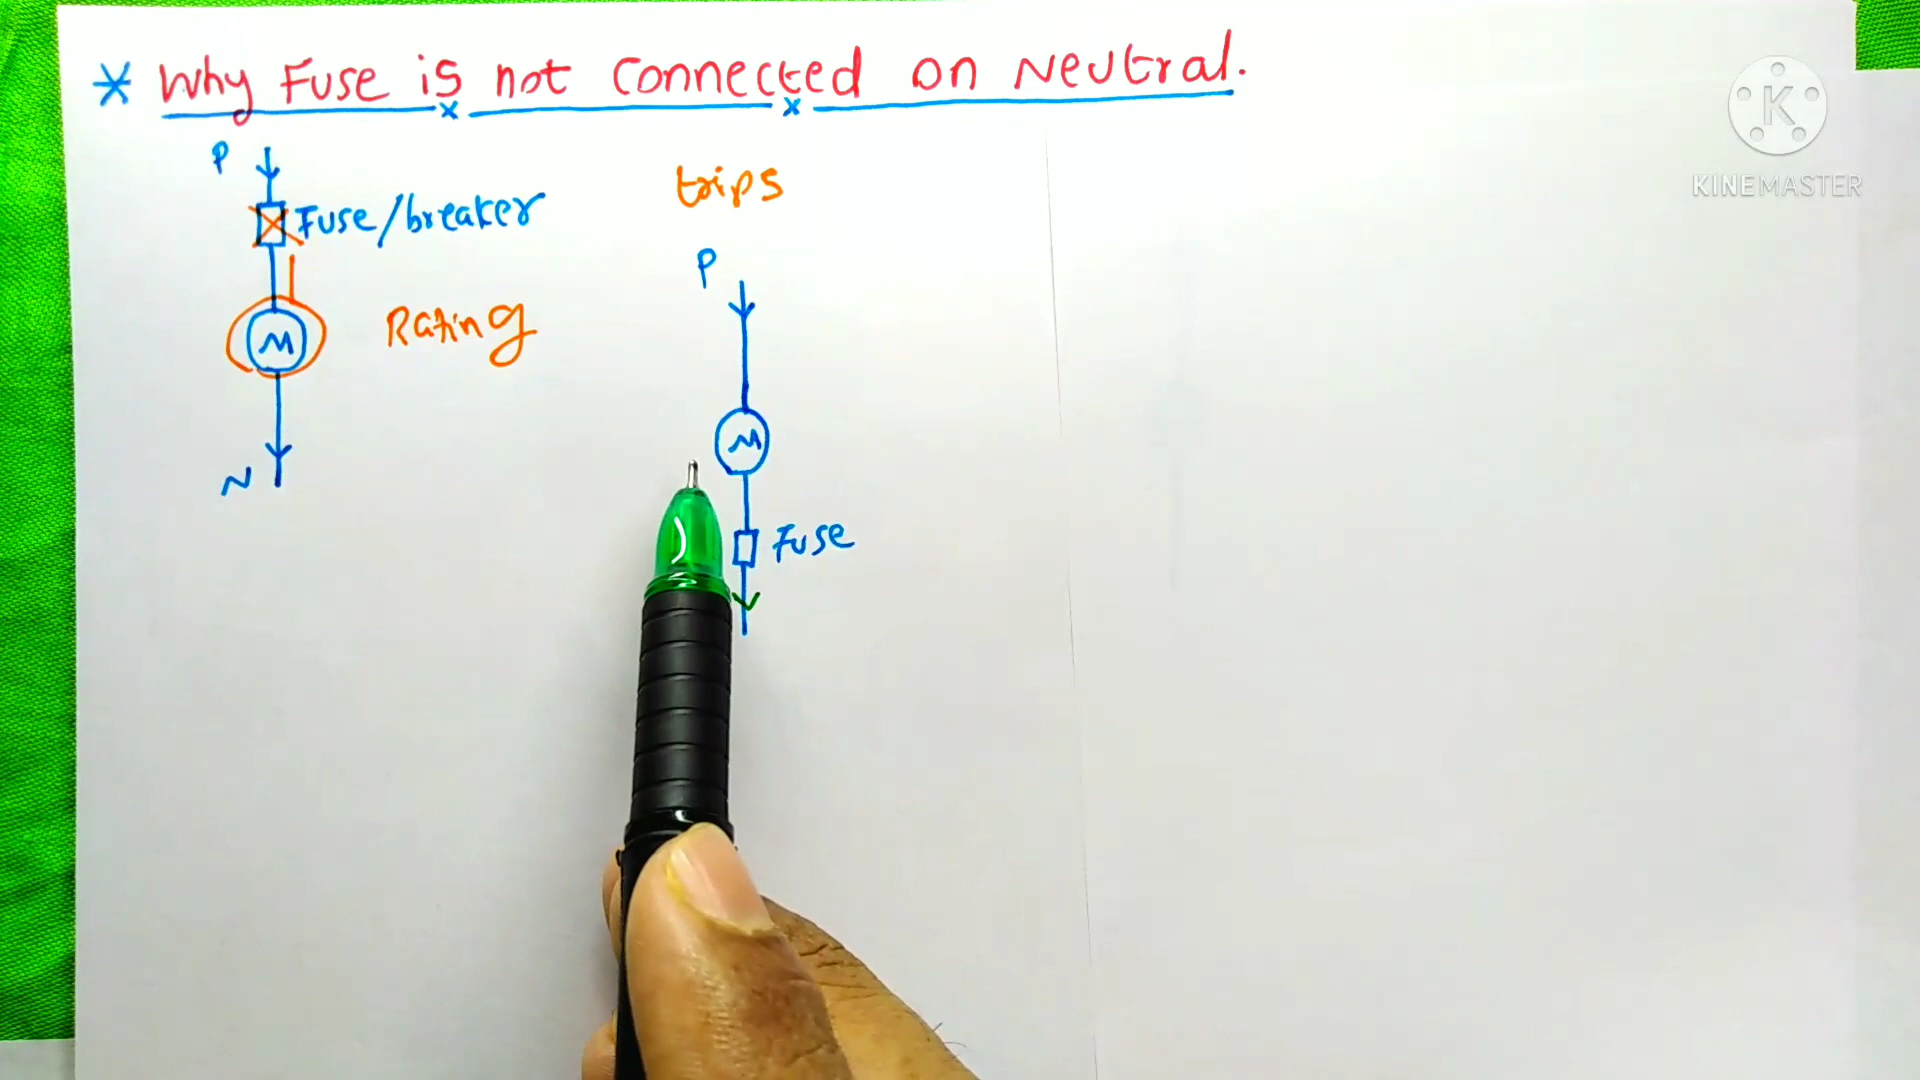 * Why Fuse is not connected on Neutral.
P
Fuse/breaker
M
Rating
N
trips
P
M
Fuse
K
KINEMASTER